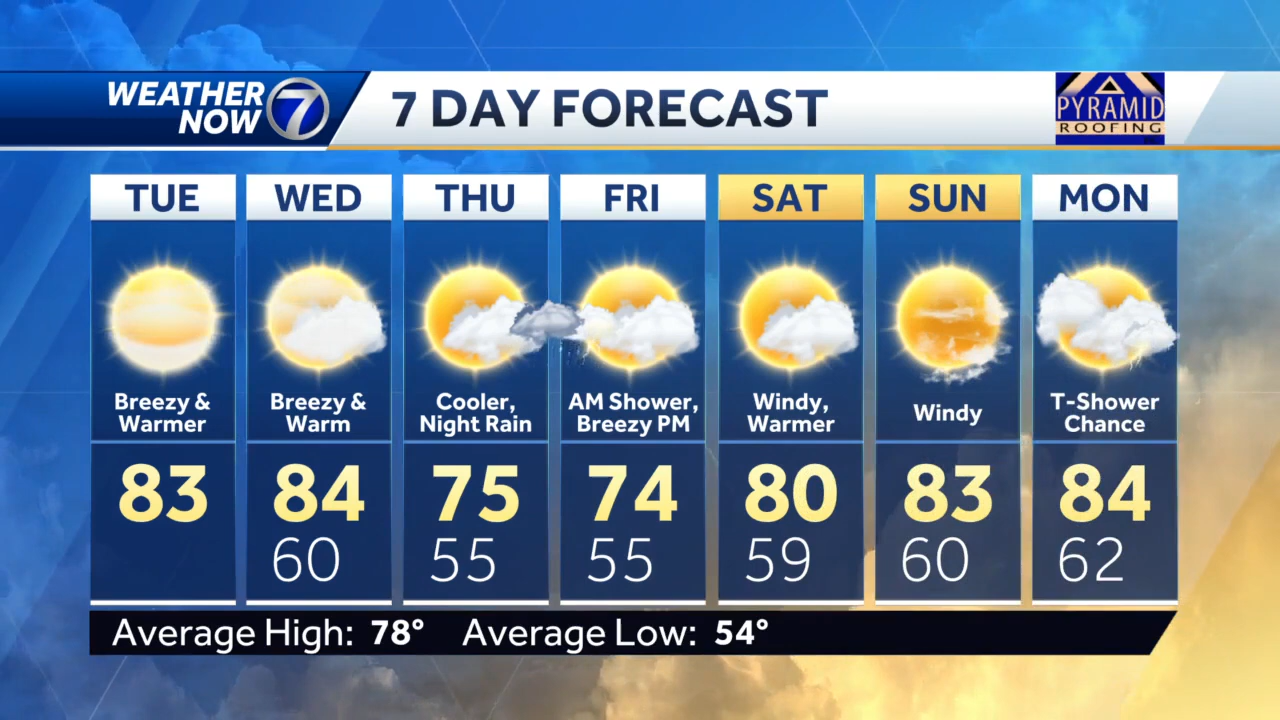 WEATHER
NOW 7
7 DAY FORECAST
PYRAMID
ROOFING
TUE
WED
THU
FRI
SAT
SUN
MON
Breezy &
Warmer
Breezy &
Warm
Cooler,
Night Rain
AM Shower,
Breezy PM
Windy,
Warmer
Windy
T-Shower
Chance
83
84
75
74
80
83
84
60
55
55
59
60
62
Average High: 78° Average Low: 54°